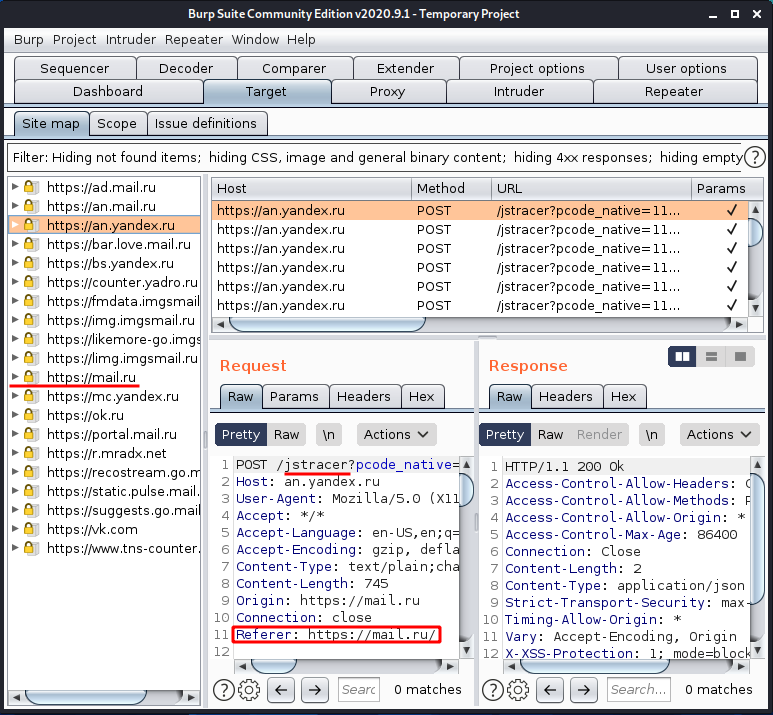 Burp Suite Community Edition v2020.9.1 - Temporary Project
Burp Project Intruder Repeater Window Help
Sequencer Decoder Comparer Extender Project options User options
Dashboard Target Proxy Intruder Repeater
Site map Scope Issue definitions
Filter: Hiding not found items; hiding CSS, image and general binary content; hiding 4xx responses; hiding empty ?
https://ad.mail.ru
https://an.mail.ru
https://an.yandex.ru
https://bar.love.mail.ru
https://bs.yandex.ru
https://counter.yadro.ru
https://fmdata.imgsmail
https://img.imgsmail.ru
https://likemore-go.imgs
https://limg.imgsmail.ru
https://mail.ru
https://mc.yandex.ru
https://ok.ru
https://portal.mail.ru
https://r.mradx.net
https://recostream.go.m
https://static.pulse.mail.
https://suggests.go.mail
https://vk.com
https://www.tns-counter.
Host Method URL Params
https://an.yandex.ru POST /jstracer?pcode_native=11... ✓
https://an.yandex.ru POST /jstracer?pcode_native=11... ✓
https://an.yandex.ru POST /jstracer?pcode_native=11... ✓
https://an.yandex.ru POST /jstracer?pcode_native=11... ✓
https://an.yandex.ru POST /jstracer?pcode_native=11... ✓
https://an.yandex.ru POST /jstracer?pcode_native=11... ✓
Request
Raw Params Headers Hex
Pretty Raw \n Actions
1 POST /jstracer?pcode_native=
2 Host: an.yandex.ru
3 User-Agent: Mozilla/5.0 (X11
4 Accept: */*
5 Accept-Language: en-US,en;q=
6 Accept-Encoding: gzip, defla
7 Content-Type: text/plain;cha
8 Content-Length: 745
9 Origin: https://mail.ru
10 Connection: close
11 Referer: https://mail.ru/
12
? Searc 0 matches
Response
Raw Headers Hex
Pretty Raw Render \n Actions
1 HTTP/1.1 200 Ok
2 Access-Control-Allow-Headers:
3 Access-Control-Allow-Methods: P
4 Access-Control-Allow-Origin: *
5 Access-Control-Max-Age: 86400
6 Connection: Close
7 Content-Length: 2
8 Content-Type: application/json
9 Strict-Transport-Security: max-
10 Timing-Allow-Origin: *
11 Vary: Accept-Encoding, Origin
12 X-XSS-Protection: 1; mode=block
? Search... 0 matches